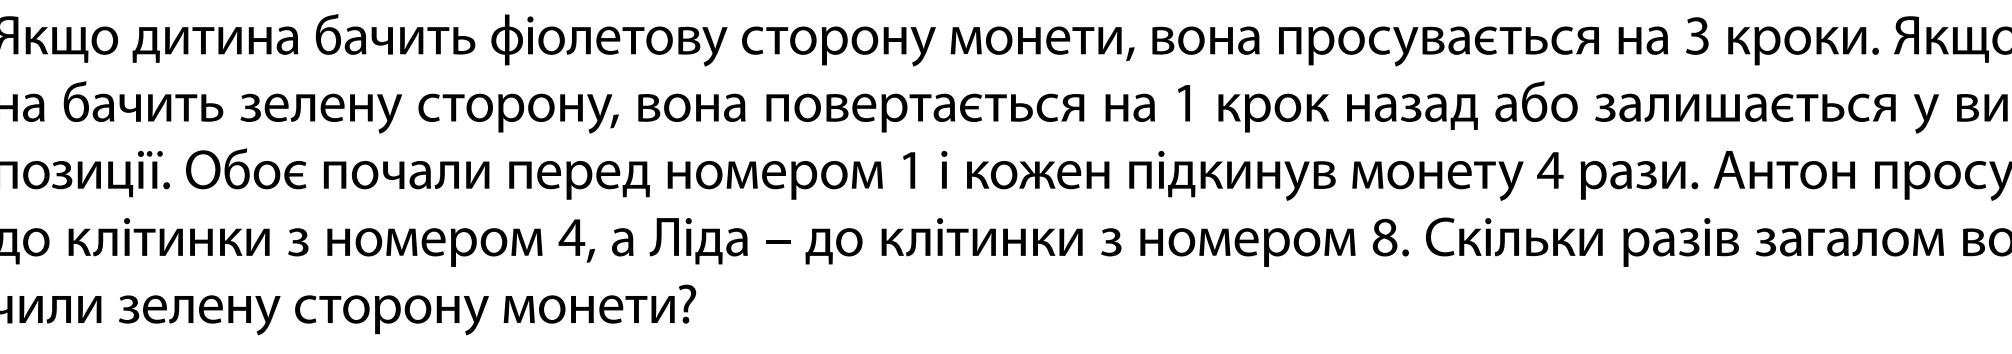 Якщо дитина бачить фіолетову сторону монети, вона просувається на 3 кроки. Якщо
на бачить зелену сторону, вона повертається на 1 крок назад або залишається у ви
позиції. Обоє почали перед номером 1 і кожен підкинув монету 4 рази. Антон просу
до клітинки з номером 4, а Ліда – до клітинки з номером 8. Скільки разів загалом во
чили зелену сторону монети?